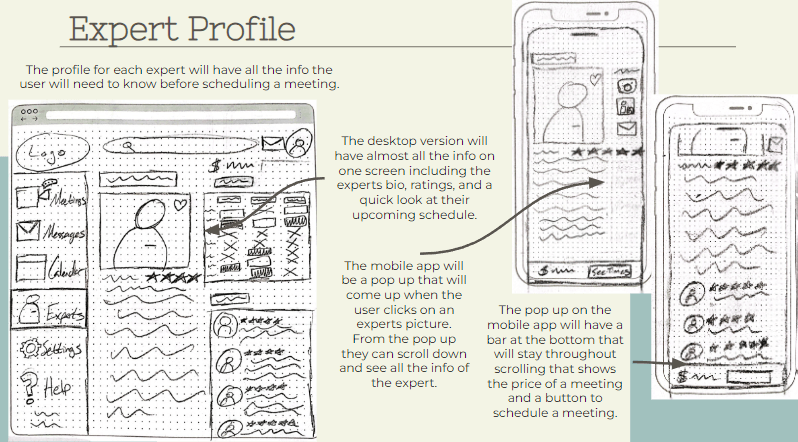 Expert Profile
The profile for each expert will have all the info the
user will need to know before scheduling a meeting.
Logo
$
Meetings
Messages
Calendar
Experts
Settings
Help
The desktop version will
have almost all the info on
one screen including the
experts bio, ratings, and a
quick look at their
upcoming schedule.
The mobile app will
be a pop up that will
come up when the
user clicks on an
experts picture.
From the pop up
they can scroll down
and see all the info of
the expert.
$
See Times
The pop up on the
mobile app will have a
bar at the bottom that
will stay throughout
scrolling that shows
the price of a meeting
and a button to
schedule a meeting.
$